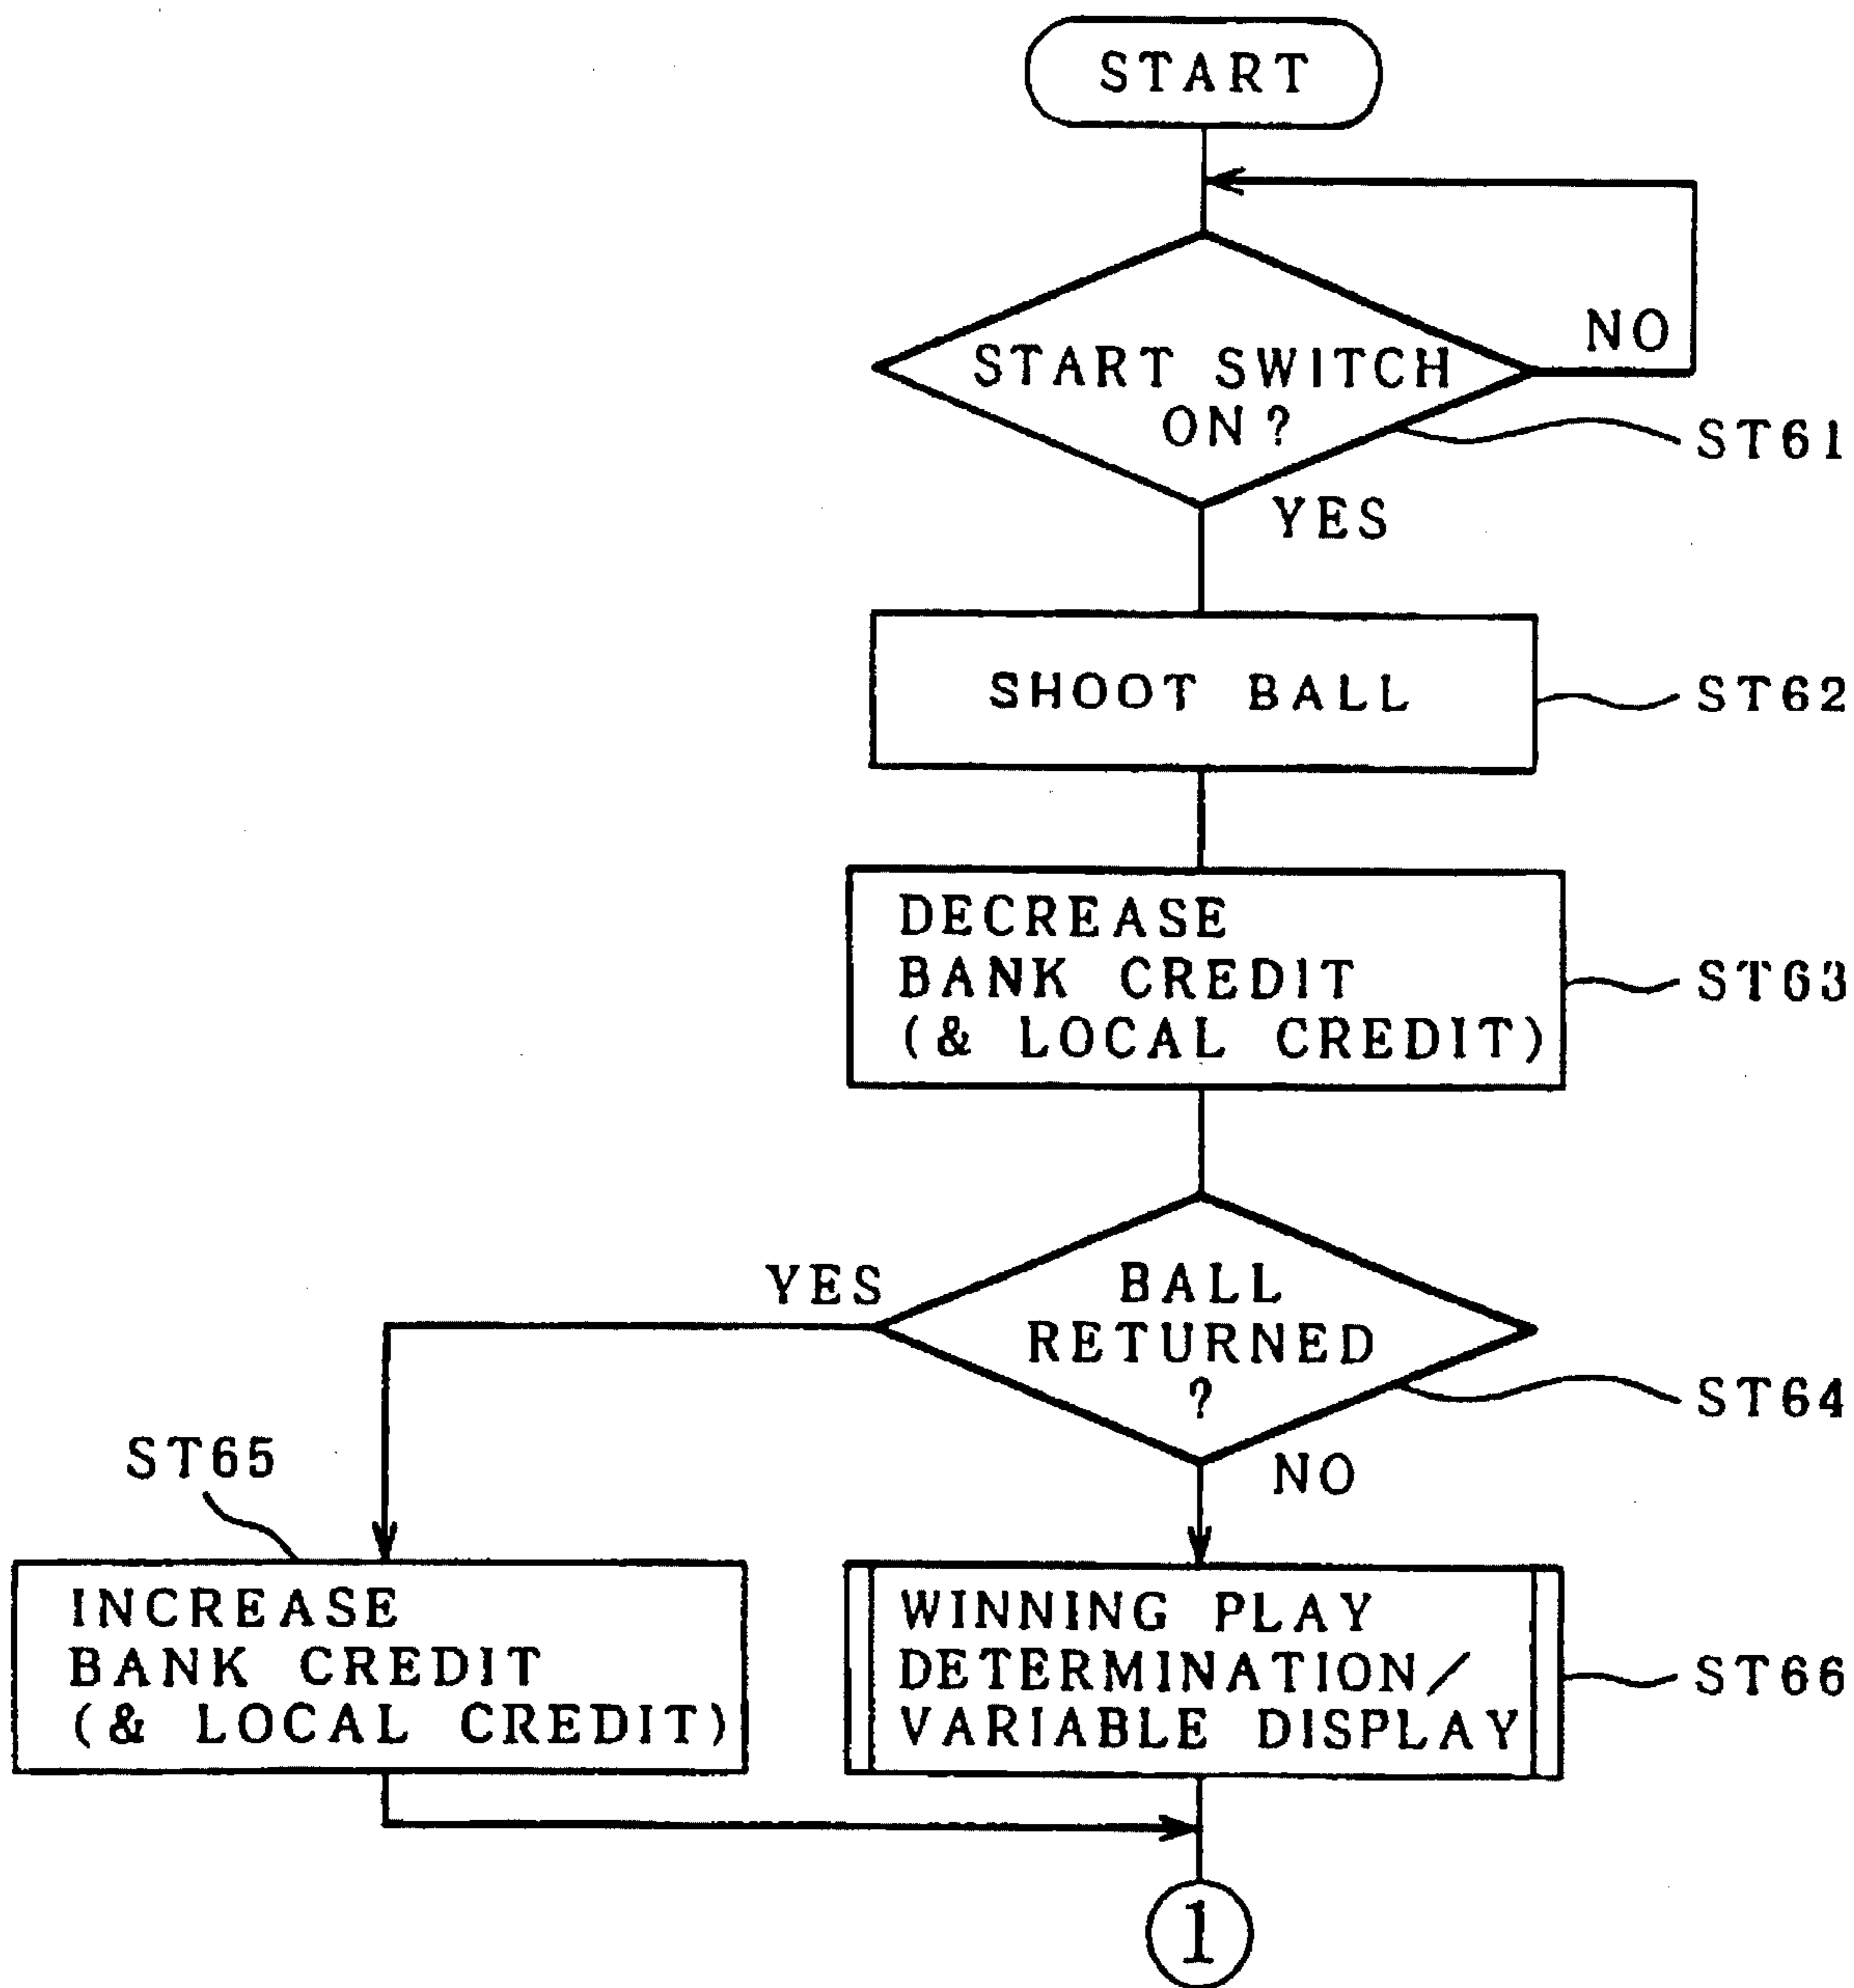 START
NO
START SWITCH
ON?
ST61
YES
SHOOT BALL
ST62
DECREASE
BANK CREDIT
(& LOCAL CREDIT)
ST63
YES
BALL
RETURNED
?
ST64
NO
ST65
INCREASE
BANK CREDIT
(& LOCAL CREDIT)
WINNING PLAY
DETERMINATION/
VARIABLE DISPLAY
ST66
1